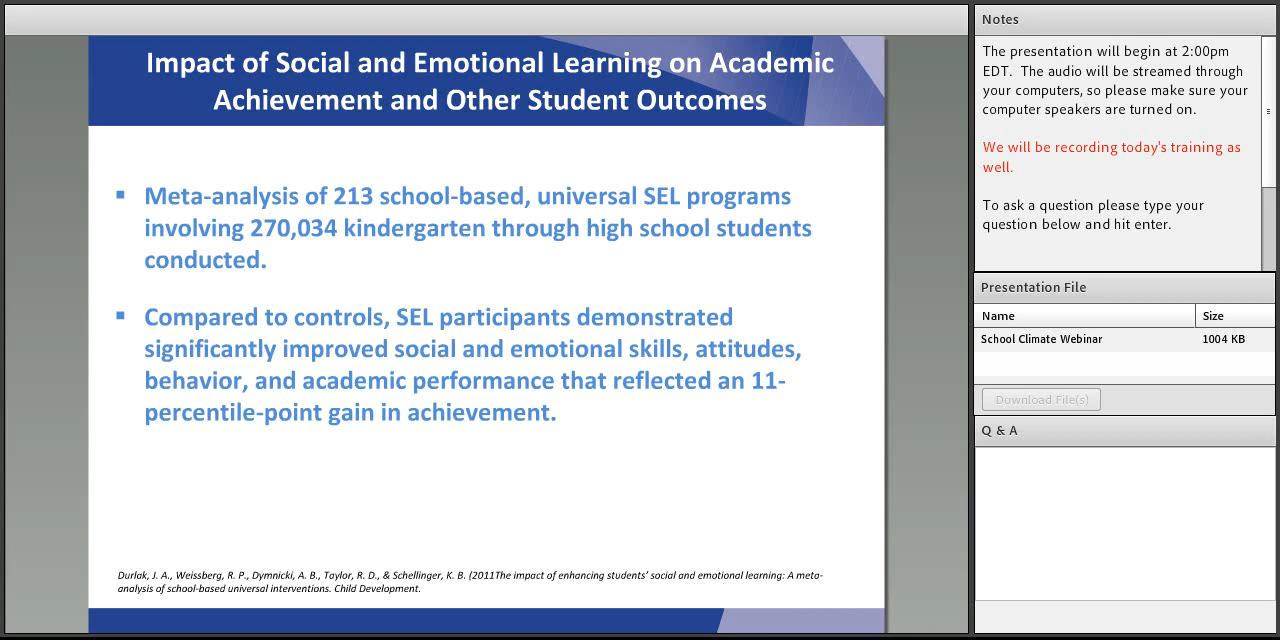 Impact of Social and Emotional Learning on Academic
Achievement and Other Student Outcomes
▪ Meta-analysis of 213 school-based, universal SEL programs
involving 270,034 kindergarten through high school students
conducted.
▪ Compared to controls, SEL participants demonstrated
significantly improved social and emotional skills, attitudes,
behavior, and academic performance that reflected an 11-
percentile-point gain in achievement.
Durlak, J. A., Weissberg, R. P., Dymnicki, A. B., Taylor, R. D., & Schellinger, K. B. (2011The impact of enhancing students' social and emotional learning: A meta-
analysis of school-based universal interventions. Child Development.
Notes
The presentation will begin at 2:00pm
EDT.  The audio will be streamed through
your computers, so please make sure your
computer speakers are turned on.
We will be recording today's training as
well.
To ask a question please type your
question below and hit enter.
Presentation File
Name Size
School Climate Webinar 1004 KB
Download File(s)
Q & A